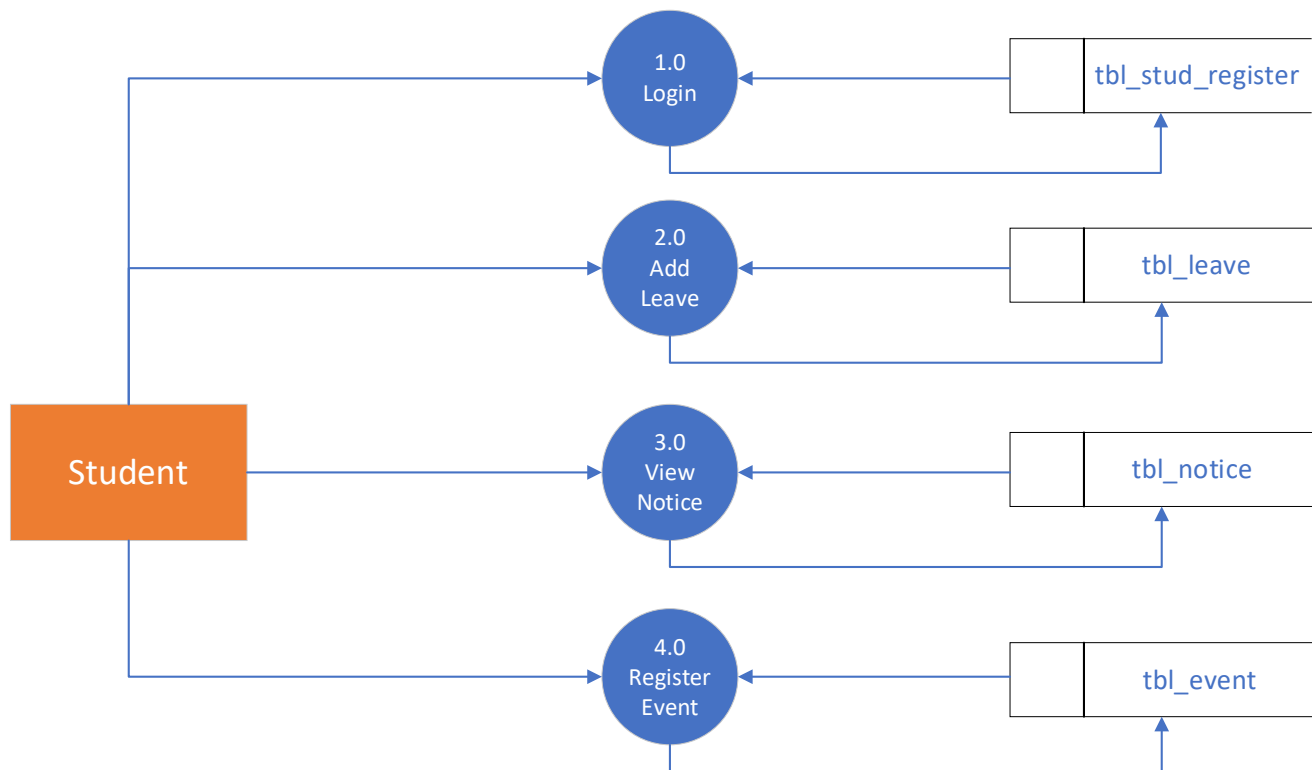 1.0
Login
tbl_stud_register
2.0
Add
Leave
tbl_leave
Student
3.0
View
Notice
tbl_notice
4.0
Register
Event
tbl_event